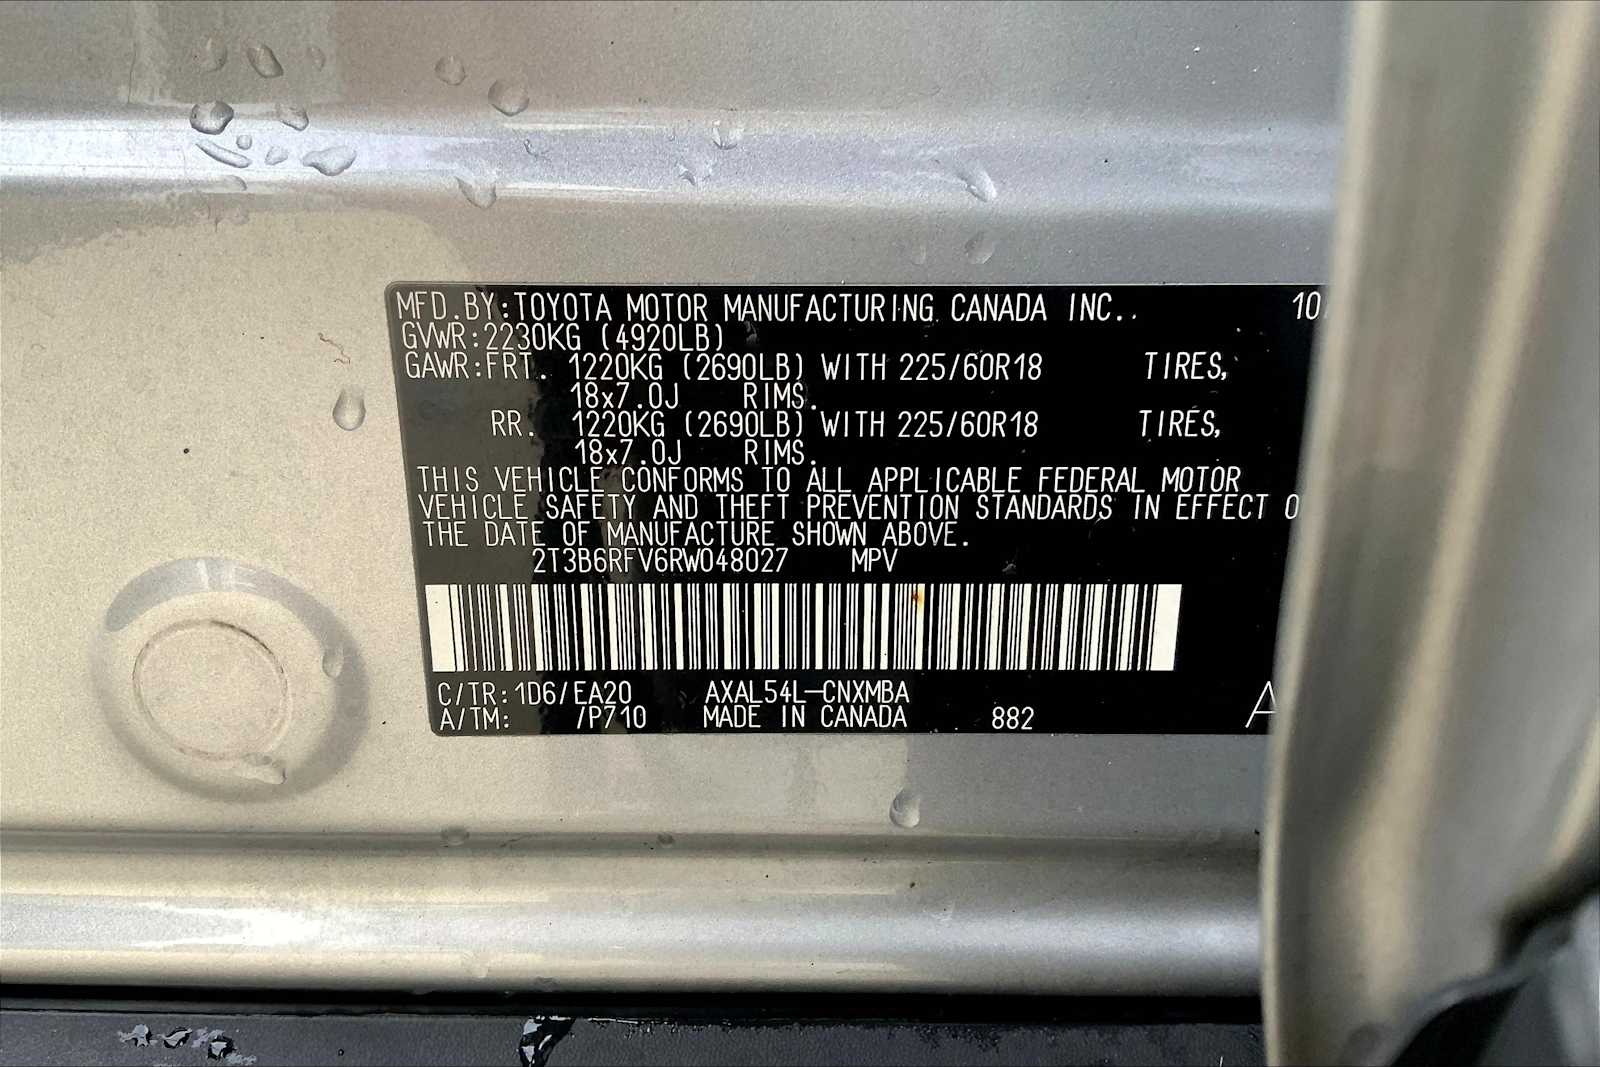 MFD.BY:TOYOTA MOTOR MANUFACTURING CANADA INC.. 10/
GVWR:2230KG (4920LB)
GAWR:FRT. 1220KG (2690LB) WITH 225/60R18 TIRES,
18x7.0J RIMS.
RR. 1220KG (2690LB) WITH 225/60R18 TIRES,
18x7.0J RIMS.
THIS VEHICLE CONFORMS TO ALL APPLICABLE FEDERAL MOTOR
VEHICLE SAFETY AND THEFT PREVENTION STANDARDS IN EFFECT O
THE DATE OF MANUFACTURE SHOWN ABOVE.
2T3B6RFV6RW048027 MPV
C/TR:1D6/EA20 AXAL54L-CNXMBA
A/TM: /P710 MADE IN CANADA 882 A